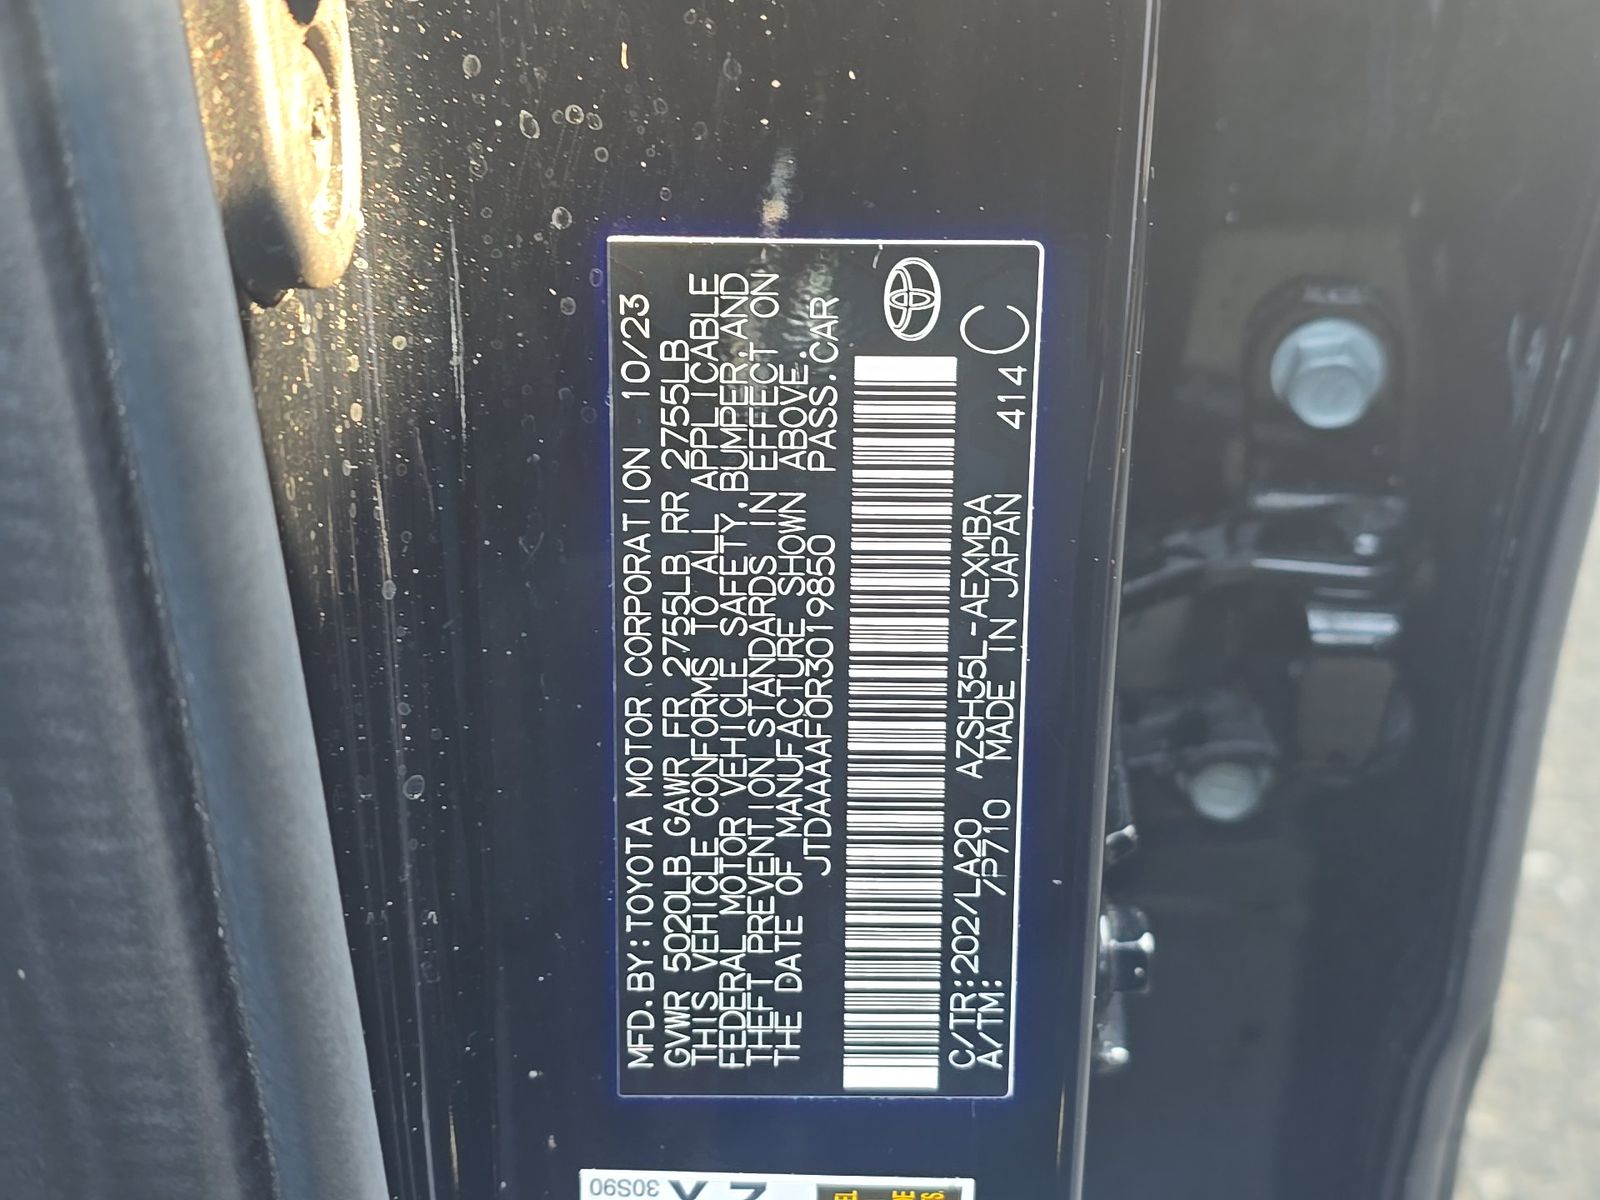 MFD.BY:TOYOTA MOTOR CORPORATION 10/23
GVWR 5020LB GAWR FR 2755LB RR 2755LB
THIS VEHICLE CONFORMS TO ALL APPLICABLE
FEDERAL MOTOR VEHICLE SAFETY,BUMPER,AND
THEFT PREVENTION STANDARDS IN EFFECT ON
THE DATE OF MANUFACTURE SHOWN ABOVE.
JTDAAAAF0R3019850 PASS.CAR
C/TR:202/LA20 AZSH35L-AEXMBA
A/TM: /P710 MADE IN JAPAN
414 C
30S90